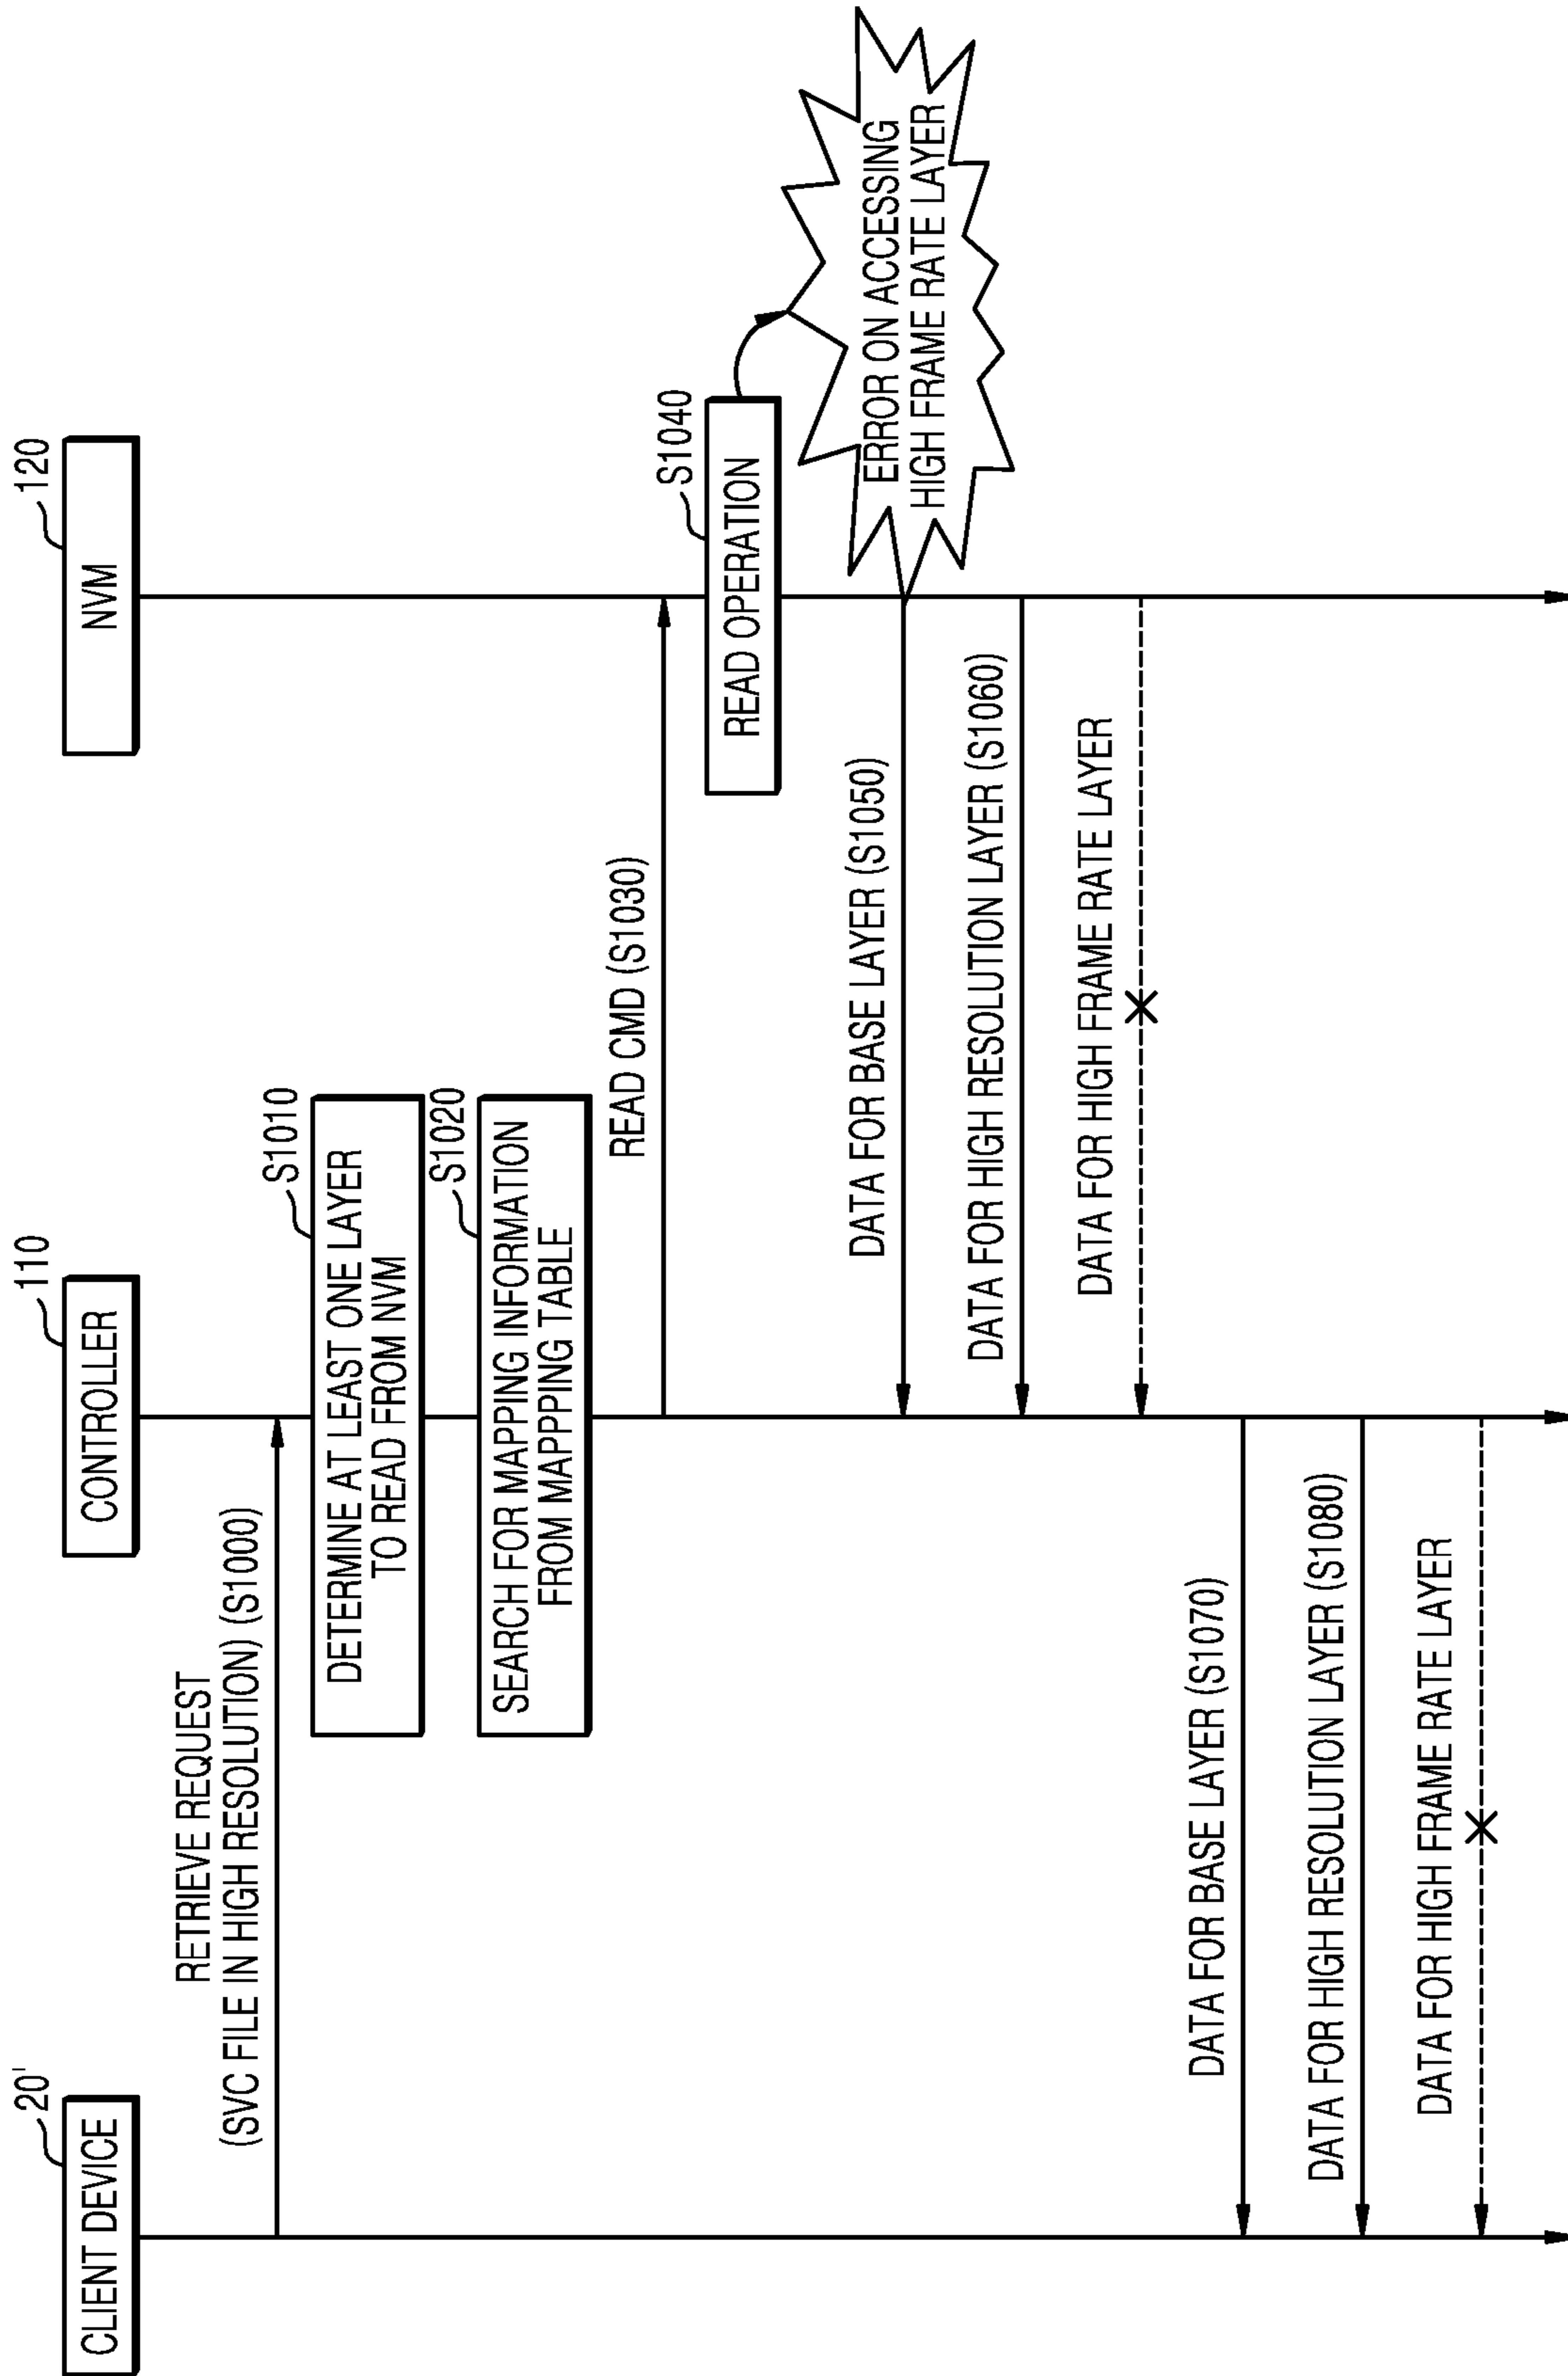 CLIENT DEVICE
20'
CONTROLLER
110
NVM
120
RETRIEVE REQUEST
(SVC FILE IN HIGH RESOLUTION) (S1000)
S1010
DETERMINE AT LEAST ONE LAYER
TO READ FROM NVM
S1020
SEARCH FOR MAPPING INFORMATION
FROM MAPPPING TABLE
READ CMD (S1030)
S1040
READ OPERATION
ERROR ON ACCESSING
HIGH FRAME RATE LAYER
DATA FOR BASE LAYER (S1050)
DATA FOR HIGH RESOLUTION LAYER (S1060)
DATA FOR HIGH FRAME RATE LAYER
DATA FOR BASE LAYER (S1070)
DATA FOR HIGH RESOLUTION LAYER (S1080)
DATA FOR HIGH FRAME RATE LAYER